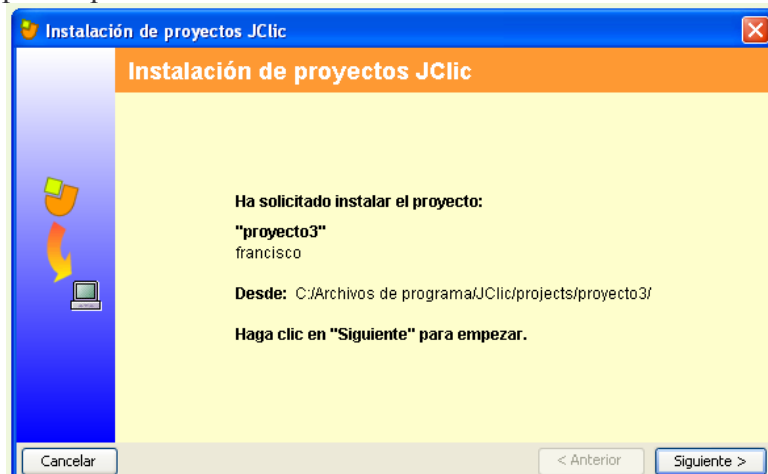 Instalación de proyectos JClic
Instalación de proyectos JClic
Ha solicitado instalar el proyecto:
"proyecto3"
francisco
Desde: C:/Archivos de programa/JClic/projects/proyecto3/
Haga clic en "Siguiente" para empezar.
Cancelar
< Anterior
Siguiente >